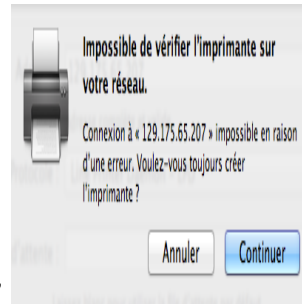 Impossible de vérifier l'imprimante sur
votre réseau.
Connexion à « 129.175.65.207 » impossible en raison
d'une erreur. Voulez-vous toujours créer
l'imprimante ?
Annuler
Continuer